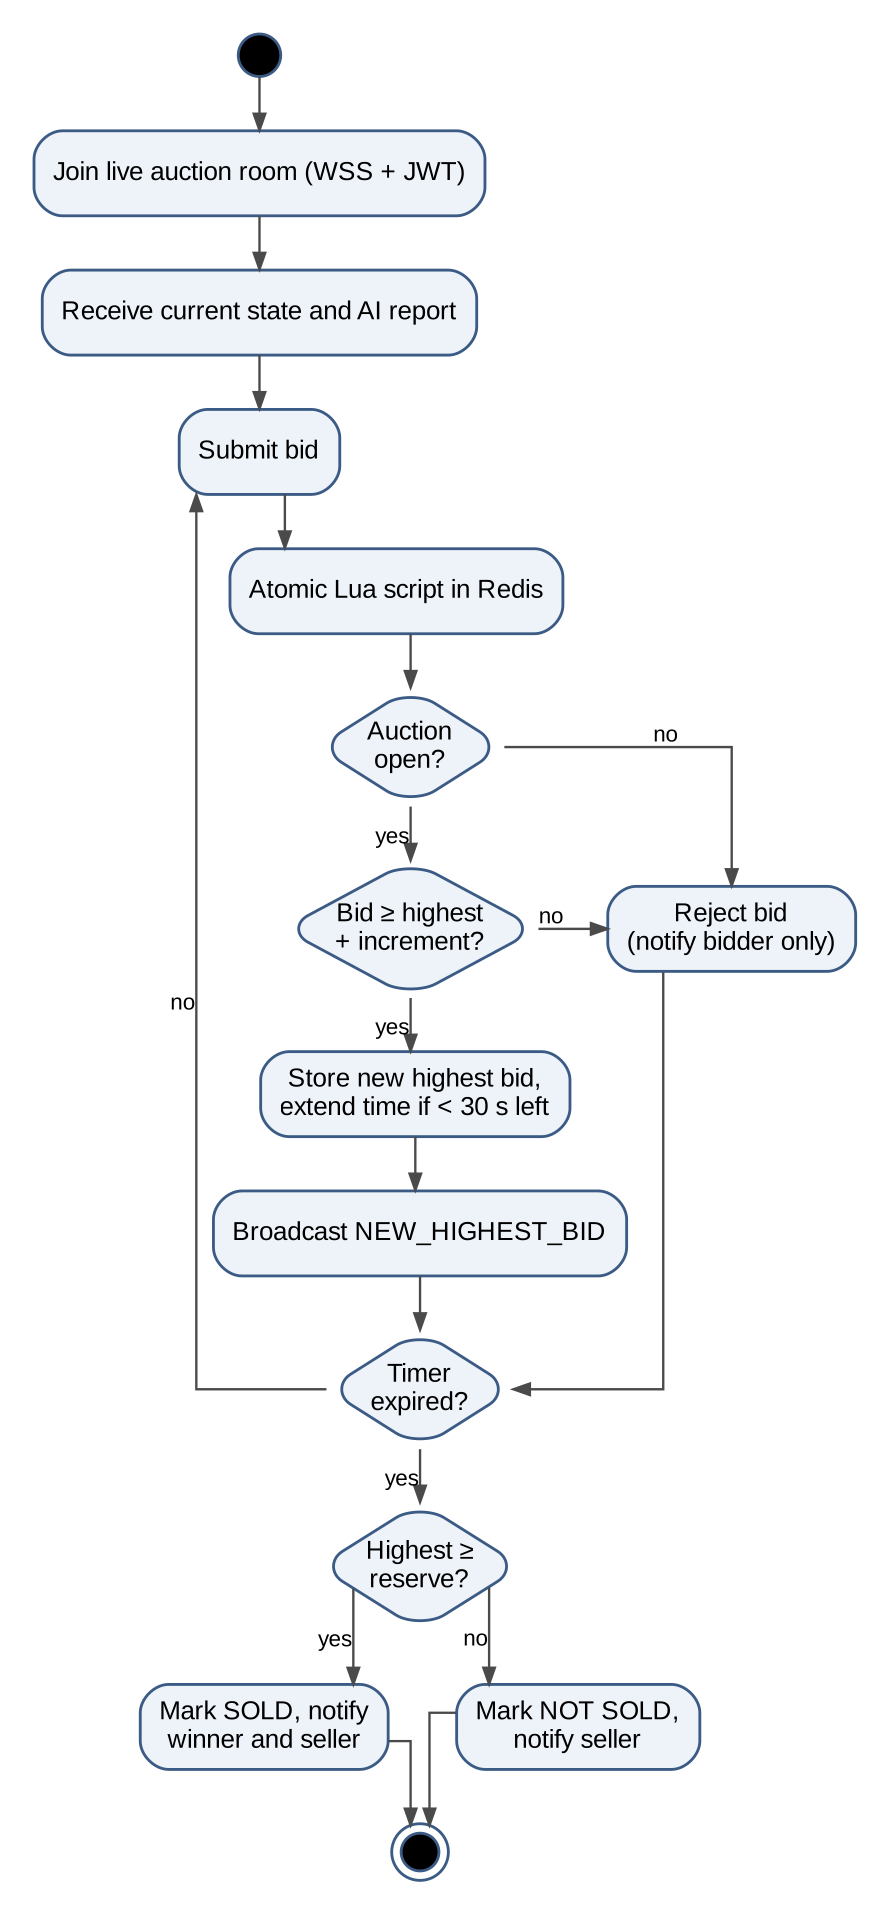 Join live auction room (WSS + JWT)
Receive current state and AI report
Submit bid
Atomic Lua script in Redis
Auction
open?
no
yes
Bid ≥ highest
+ increment?
no
Reject bid
(notify bidder only)
no
yes
Store new highest bid,
extend time if < 30 s left
Broadcast NEW_HIGHEST_BID
Timer
expired?
yes
Highest ≥
reserve?
yes
no
Mark SOLD, notify
winner and seller
Mark NOT SOLD,
notify seller